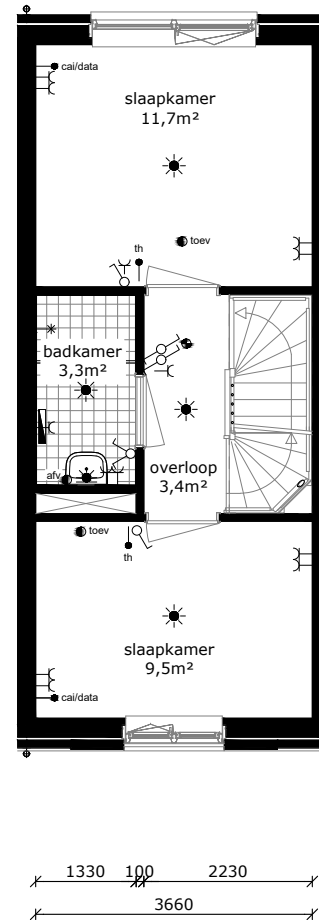 cai/data
slaapkamer
11,7m²
toev
th
badkamer
3,3m²
afv
overloop
3,4m²
toev
th
slaapkamer
9,5m²
cai/data
1330 100 2230
3660